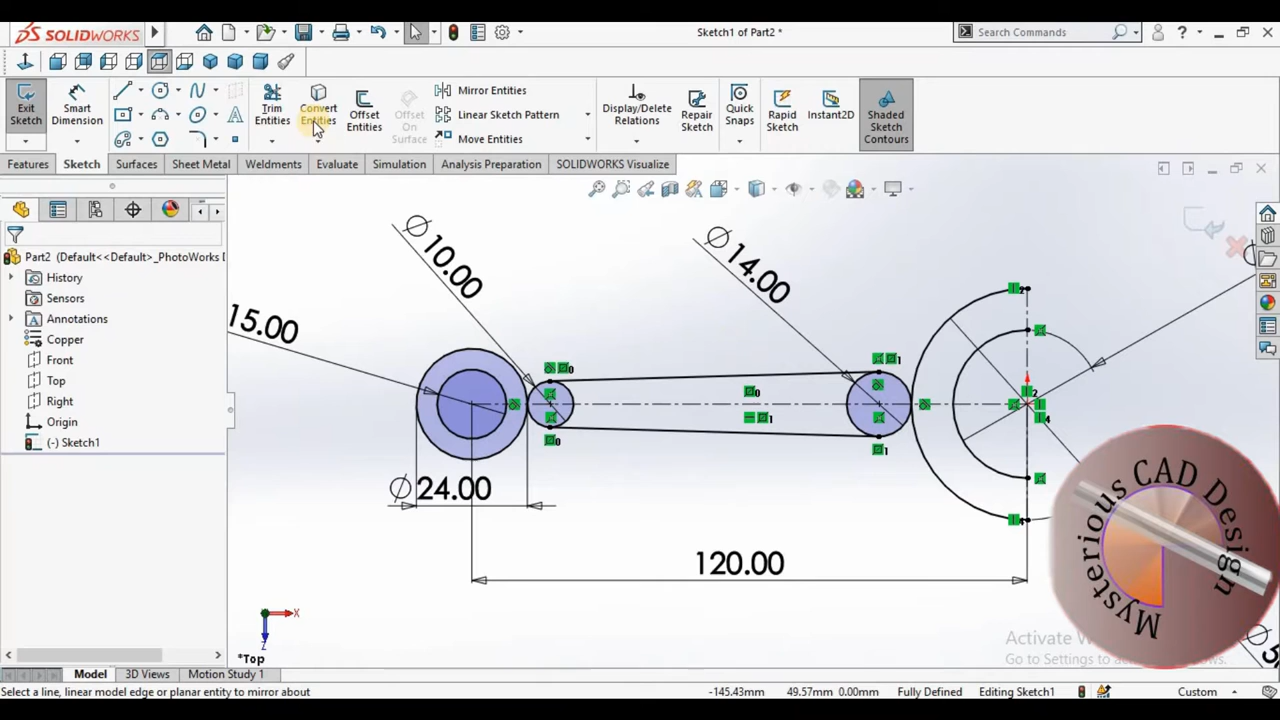 SOLIDWORKS
Sketch1 of Part2 *
Search Commands
Exit Sketch
Smart Dimension
Trim Entities
Convert Entities
Offset Entities
Offset On Surface
Mirror Entities
Linear Sketch Pattern
Move Entities
Display/Delete Relations
Repair Sketch
Quick Snaps
Rapid Sketch
Instant2D
Shaded Sketch Contours
Features
Sketch
Surfaces
Sheet Metal
Weldments
Evaluate
Simulation
Analysis Preparation
SOLIDWORKS Visualize
Part2 (Default<<Default>_PhotoWorks D
History
Sensors
Annotations
Copper
Front
Top
Right
Origin
(-) Sketch1
Ø10.00
Ø14.00
15.00
Ø24.00
120.00
X
Z
*Top
Mysterious CAD Design
Activate W
Go to Settings to
Model
3D Views
Motion Study 1
Select a line, linear model edge or planar entity to mirror about
-145.43mm
49.57mm 0.00mm
Fully Defined
Editing Sketch1
Custom